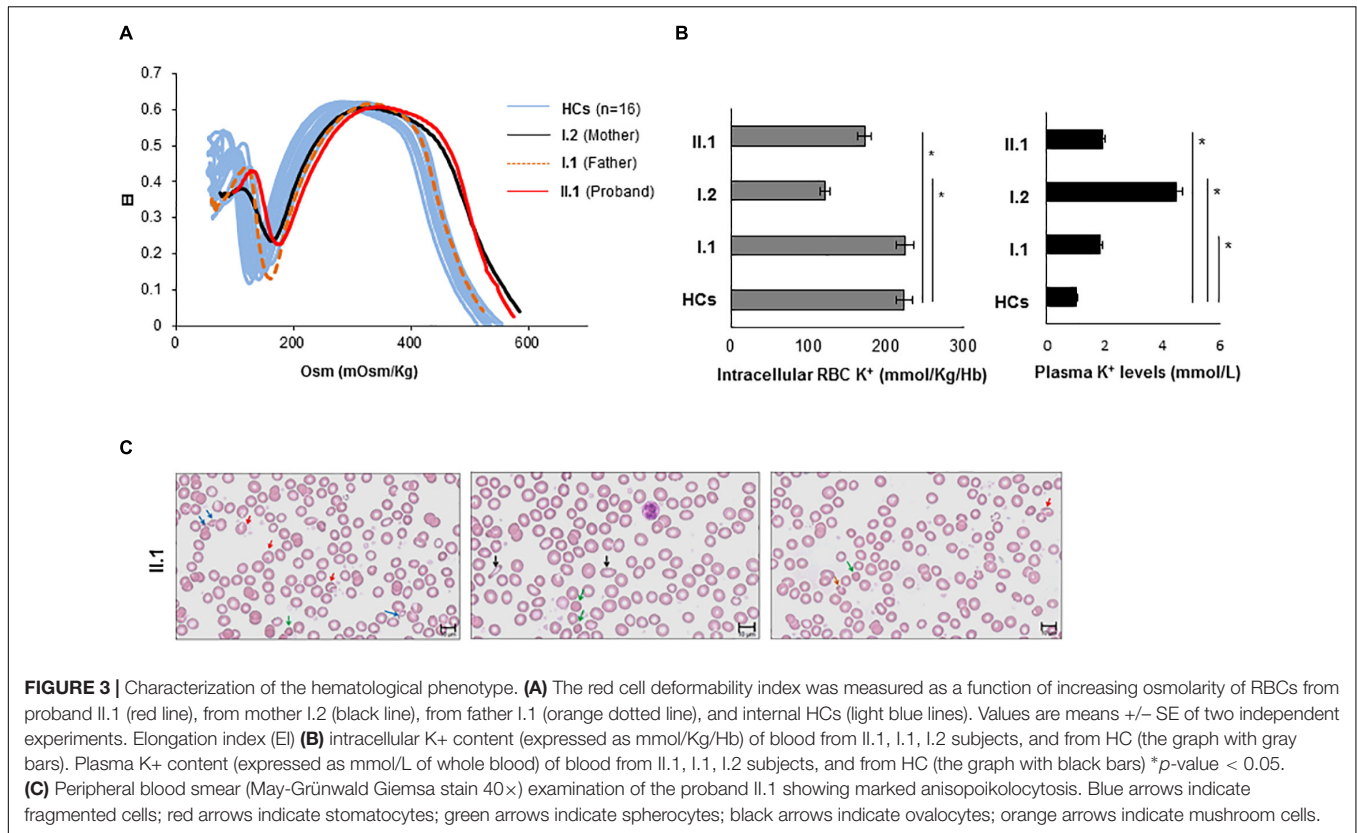 A
0.7
0.6
0.5
0.4
0.3
0.2
0.1
0
EI
0
200
400
600
Osm (mOsm/Kg)
HCs (n=16)
I.2 (Mother)
I.1 (Father)
II.1 (Proband)
B
II.1
I.2
I.1
HCs
*
*
0
100
200
300
Intracellular RBC K⁺ (mmol/Kg/Hb)
II.1
I.2
I.1
HCs
*
*
*
0
2
4
6
Plasma K⁺ levels (mmol/L)
C
II.1
10 µm
10 µm
10 µm
FIGURE 3 | Characterization of the hematological phenotype. (A) The red cell deformability index was measured as a function of increasing osmolarity of RBCs from
proband II.1 (red line), from mother I.2 (black line), from father I.1 (orange dotted line), and internal HCs (light blue lines). Values are means +/– SE of two independent
experiments. Elongation index (EI) (B) intracellular K+ content (expressed as mmol/Kg/Hb) of blood from II.1, I.1, I.2 subjects, and from HC (the graph with gray
bars). Plasma K+ content (expressed as mmol/L of whole blood) of blood from II.1, I.1, I.2 subjects, and from HC (the graph with black bars) *p-value < 0.05.
(C) Peripheral blood smear (May-Grünwald Giemsa stain 40×) examination of the proband II.1 showing marked anisopoikolocytosis. Blue arrows indicate
fragmented cells; red arrows indicate stomatocytes; green arrows indicate spherocytes; black arrows indicate ovalocytes; orange arrows indicate mushroom cells.